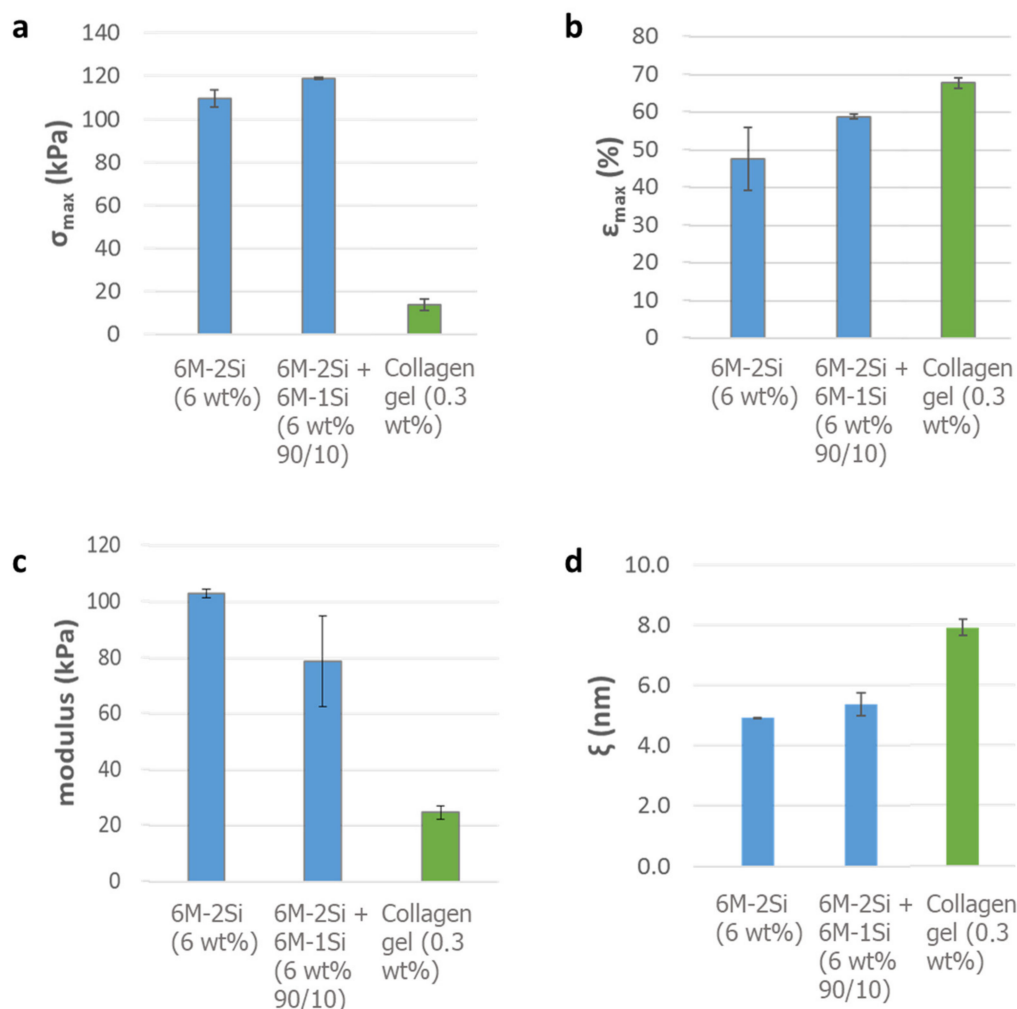 a
σmax (kPa)
140
120
100
80
60
40
20
0
6M-2Si
(6 wt%)
6M-2Si +
6M-1Si
(6 wt%
90/10)
Collagen
gel (0.3
wt%)
b
εmax (%)
80
70
60
50
40
30
20
10
0
6M-2Si
(6 wt%)
6M-2Si +
6M-1Si
(6 wt%
90/10)
Collagen
gel (0.3
wt%)
c
modulus (kPa)
120
100
80
60
40
20
0
6M-2Si
(6 wt%)
6M-2Si +
6M-1Si
(6 wt%
90/10)
Collagen
gel (0.3
wt%)
d
ξ (nm)
10.0
8.0
6.0
4.0
2.0
0.0
6M-2Si
(6 wt%)
6M-2Si +
6M-1Si
(6 wt%
90/10)
Collagen
gel (0.3
wt%)